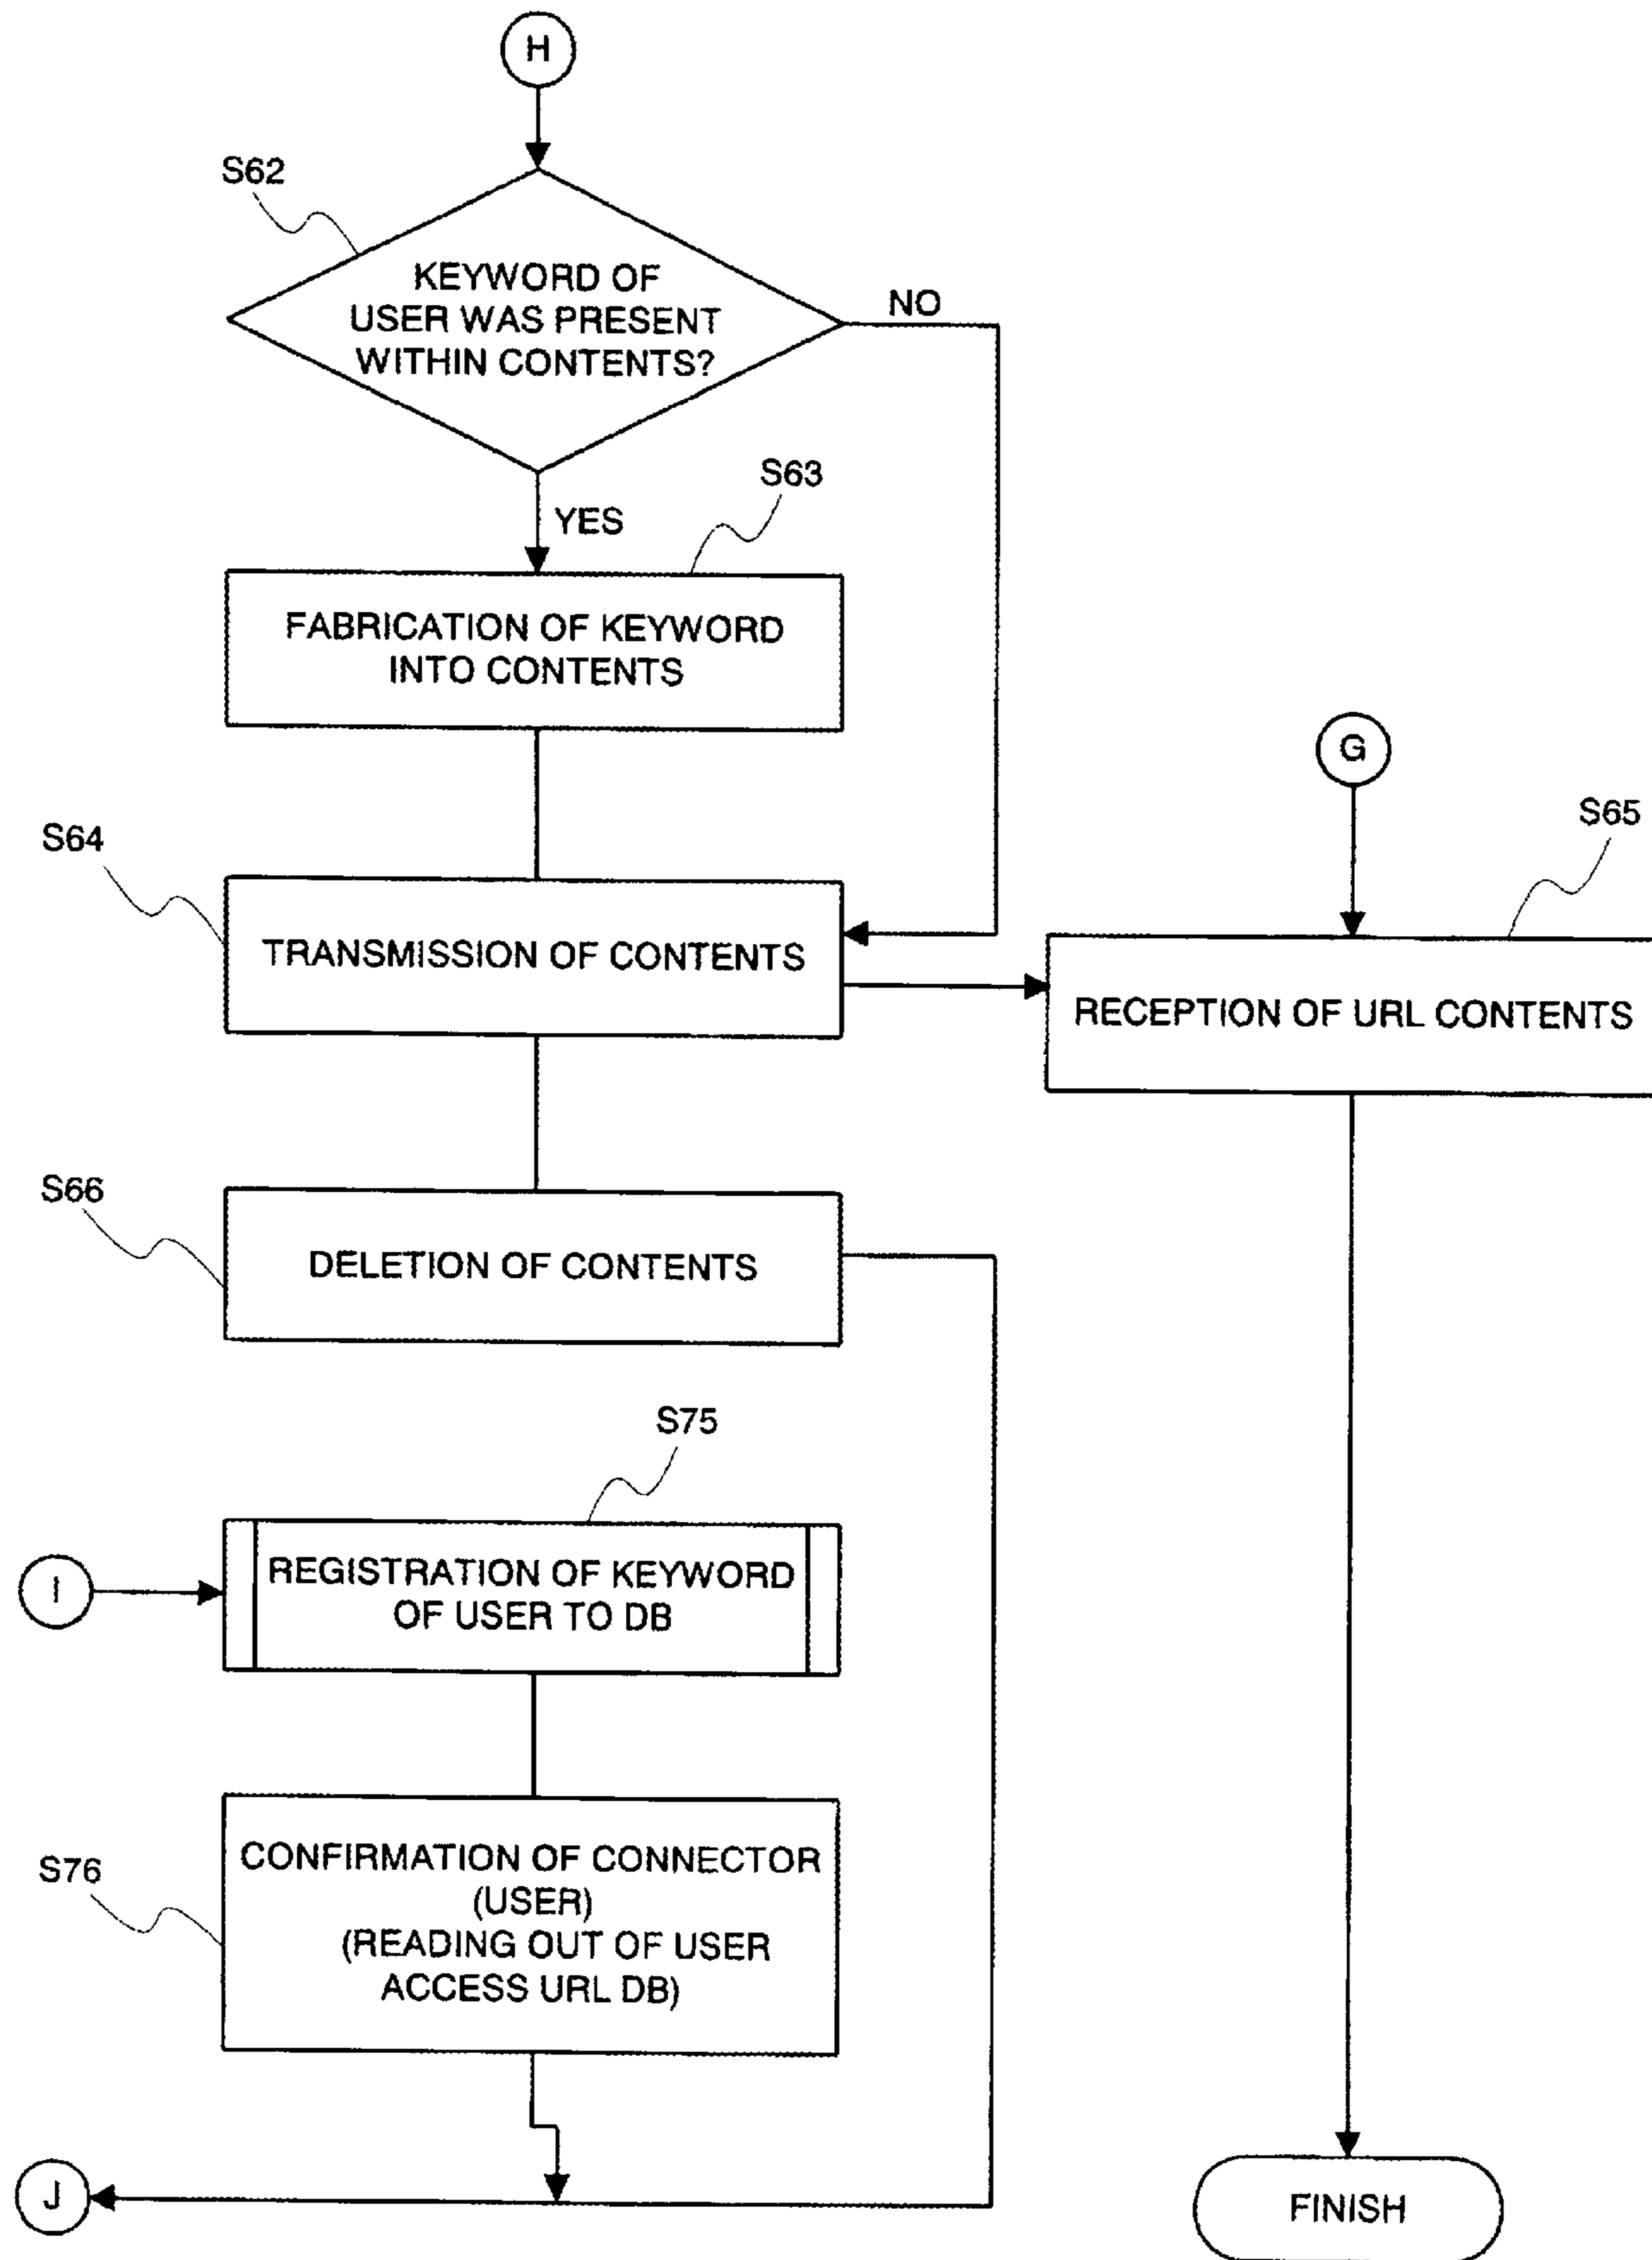 H
S62
KEYWORD OF
USER WAS PRESENT
WITHIN CONTENTS?
NO
YES
S63
FABRICATION OF KEYWORD
INTO CONTENTS
G
S64
S65
TRANSMISSION OF CONTENTS
RECEPTION OF URL CONTENTS
S66
DELETION OF CONTENTS
S75
I
REGISTRATION OF KEYWORD
OF USER TO DB
S76
CONFIRMATION OF CONNECTOR
(USER)
(READING OUT OF USER
ACCESS URL DB)
J
FINISH